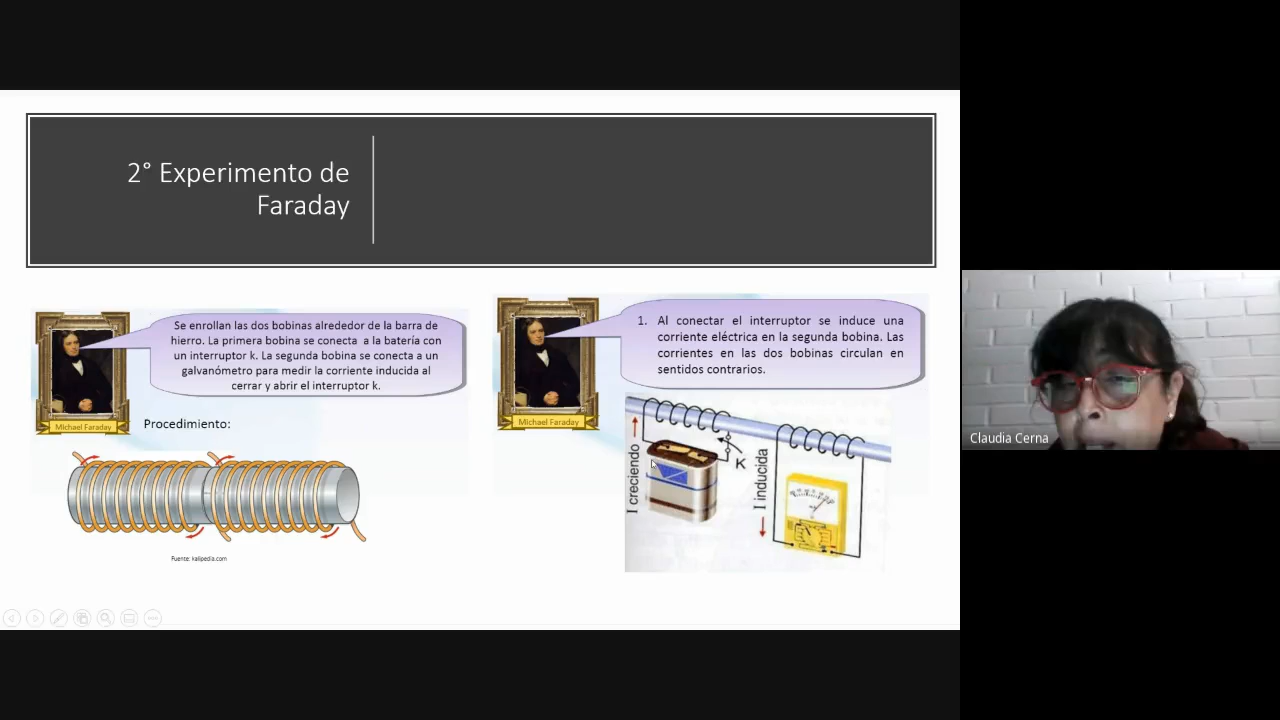 2° Experimento de
Faraday
Se enrollan las dos bobinas alrededor de la barra de
hierro. La primera bobina se conecta a la batería con
un interruptor k. La segunda bobina se conecta a un
galvanómetro para medir la corriente inducida al
cerrar y abrir el interruptor k.
Michael Faraday
Procedimiento:
Fuente: kalipedia.com
1. Al conectar el interruptor se induce una
corriente eléctrica en la segunda bobina. Las
corrientes en las dos bobinas circulan en
sentidos contrarios.
Michael Faraday
I creciendo
K
I inducida
Claudia Cerna